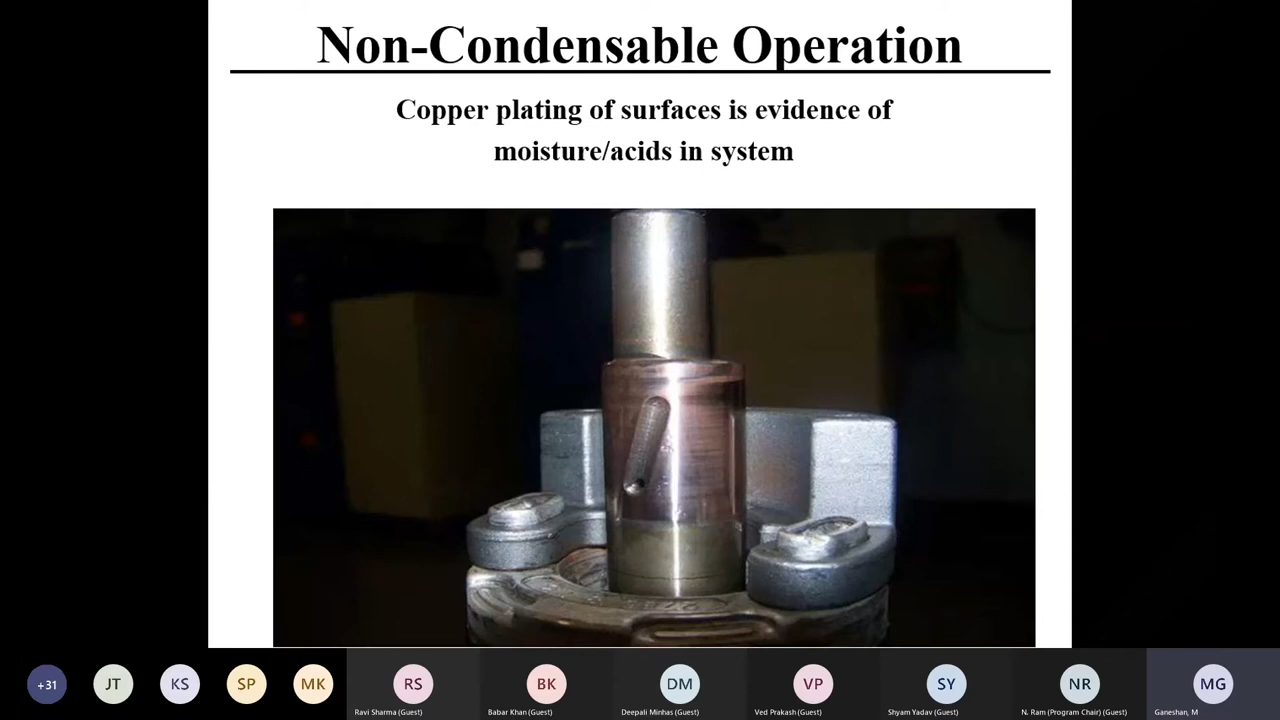 Non-Condensable Operation
Copper plating of surfaces is evidence of
moisture/acids in system
+31
JT
KS
SP
MK
RS
BK
DM
VP
SY
NR
MG
Ravi Sharma (Guest)
Babar Khan (Guest)
Deepali Minhas (Guest)
Ved Prakash (Guest)
Shyam Yadav (Guest)
N. Ram (Program Chair) (Guest)
Ganeshan, M